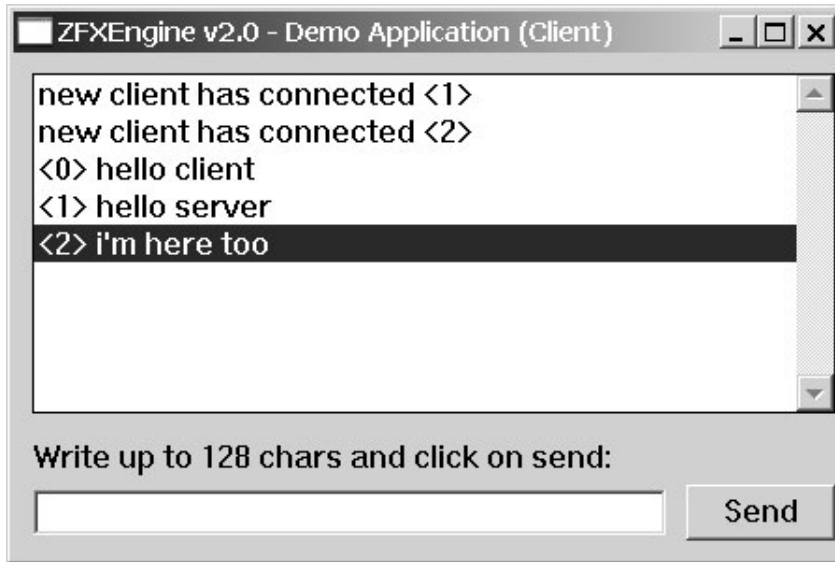 ZFXEngine v2.0 - Demo Application (Client)
new client has connected <1>
new client has connected <2>
<0> hello client
<1> hello server
<2> i'm here too
Write up to 128 chars and click on send:
Send